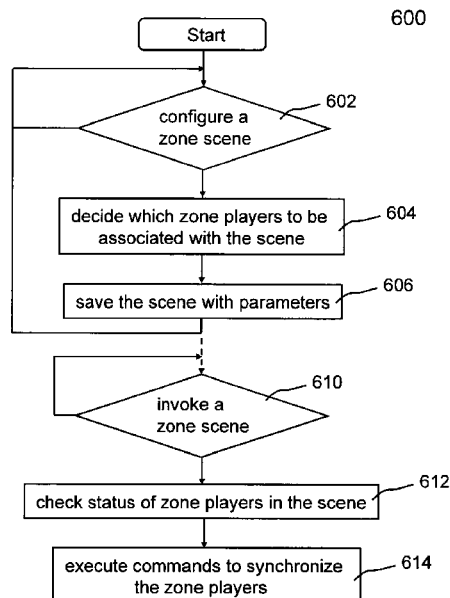 600
Start
602
configure a
zone scene
604
decide which zone players to be
associated with the scene
606
save the scene with parameters
610
invoke a
zone scene
612
check status of zone players in the scene
614
execute commands to synchronize
the zone players